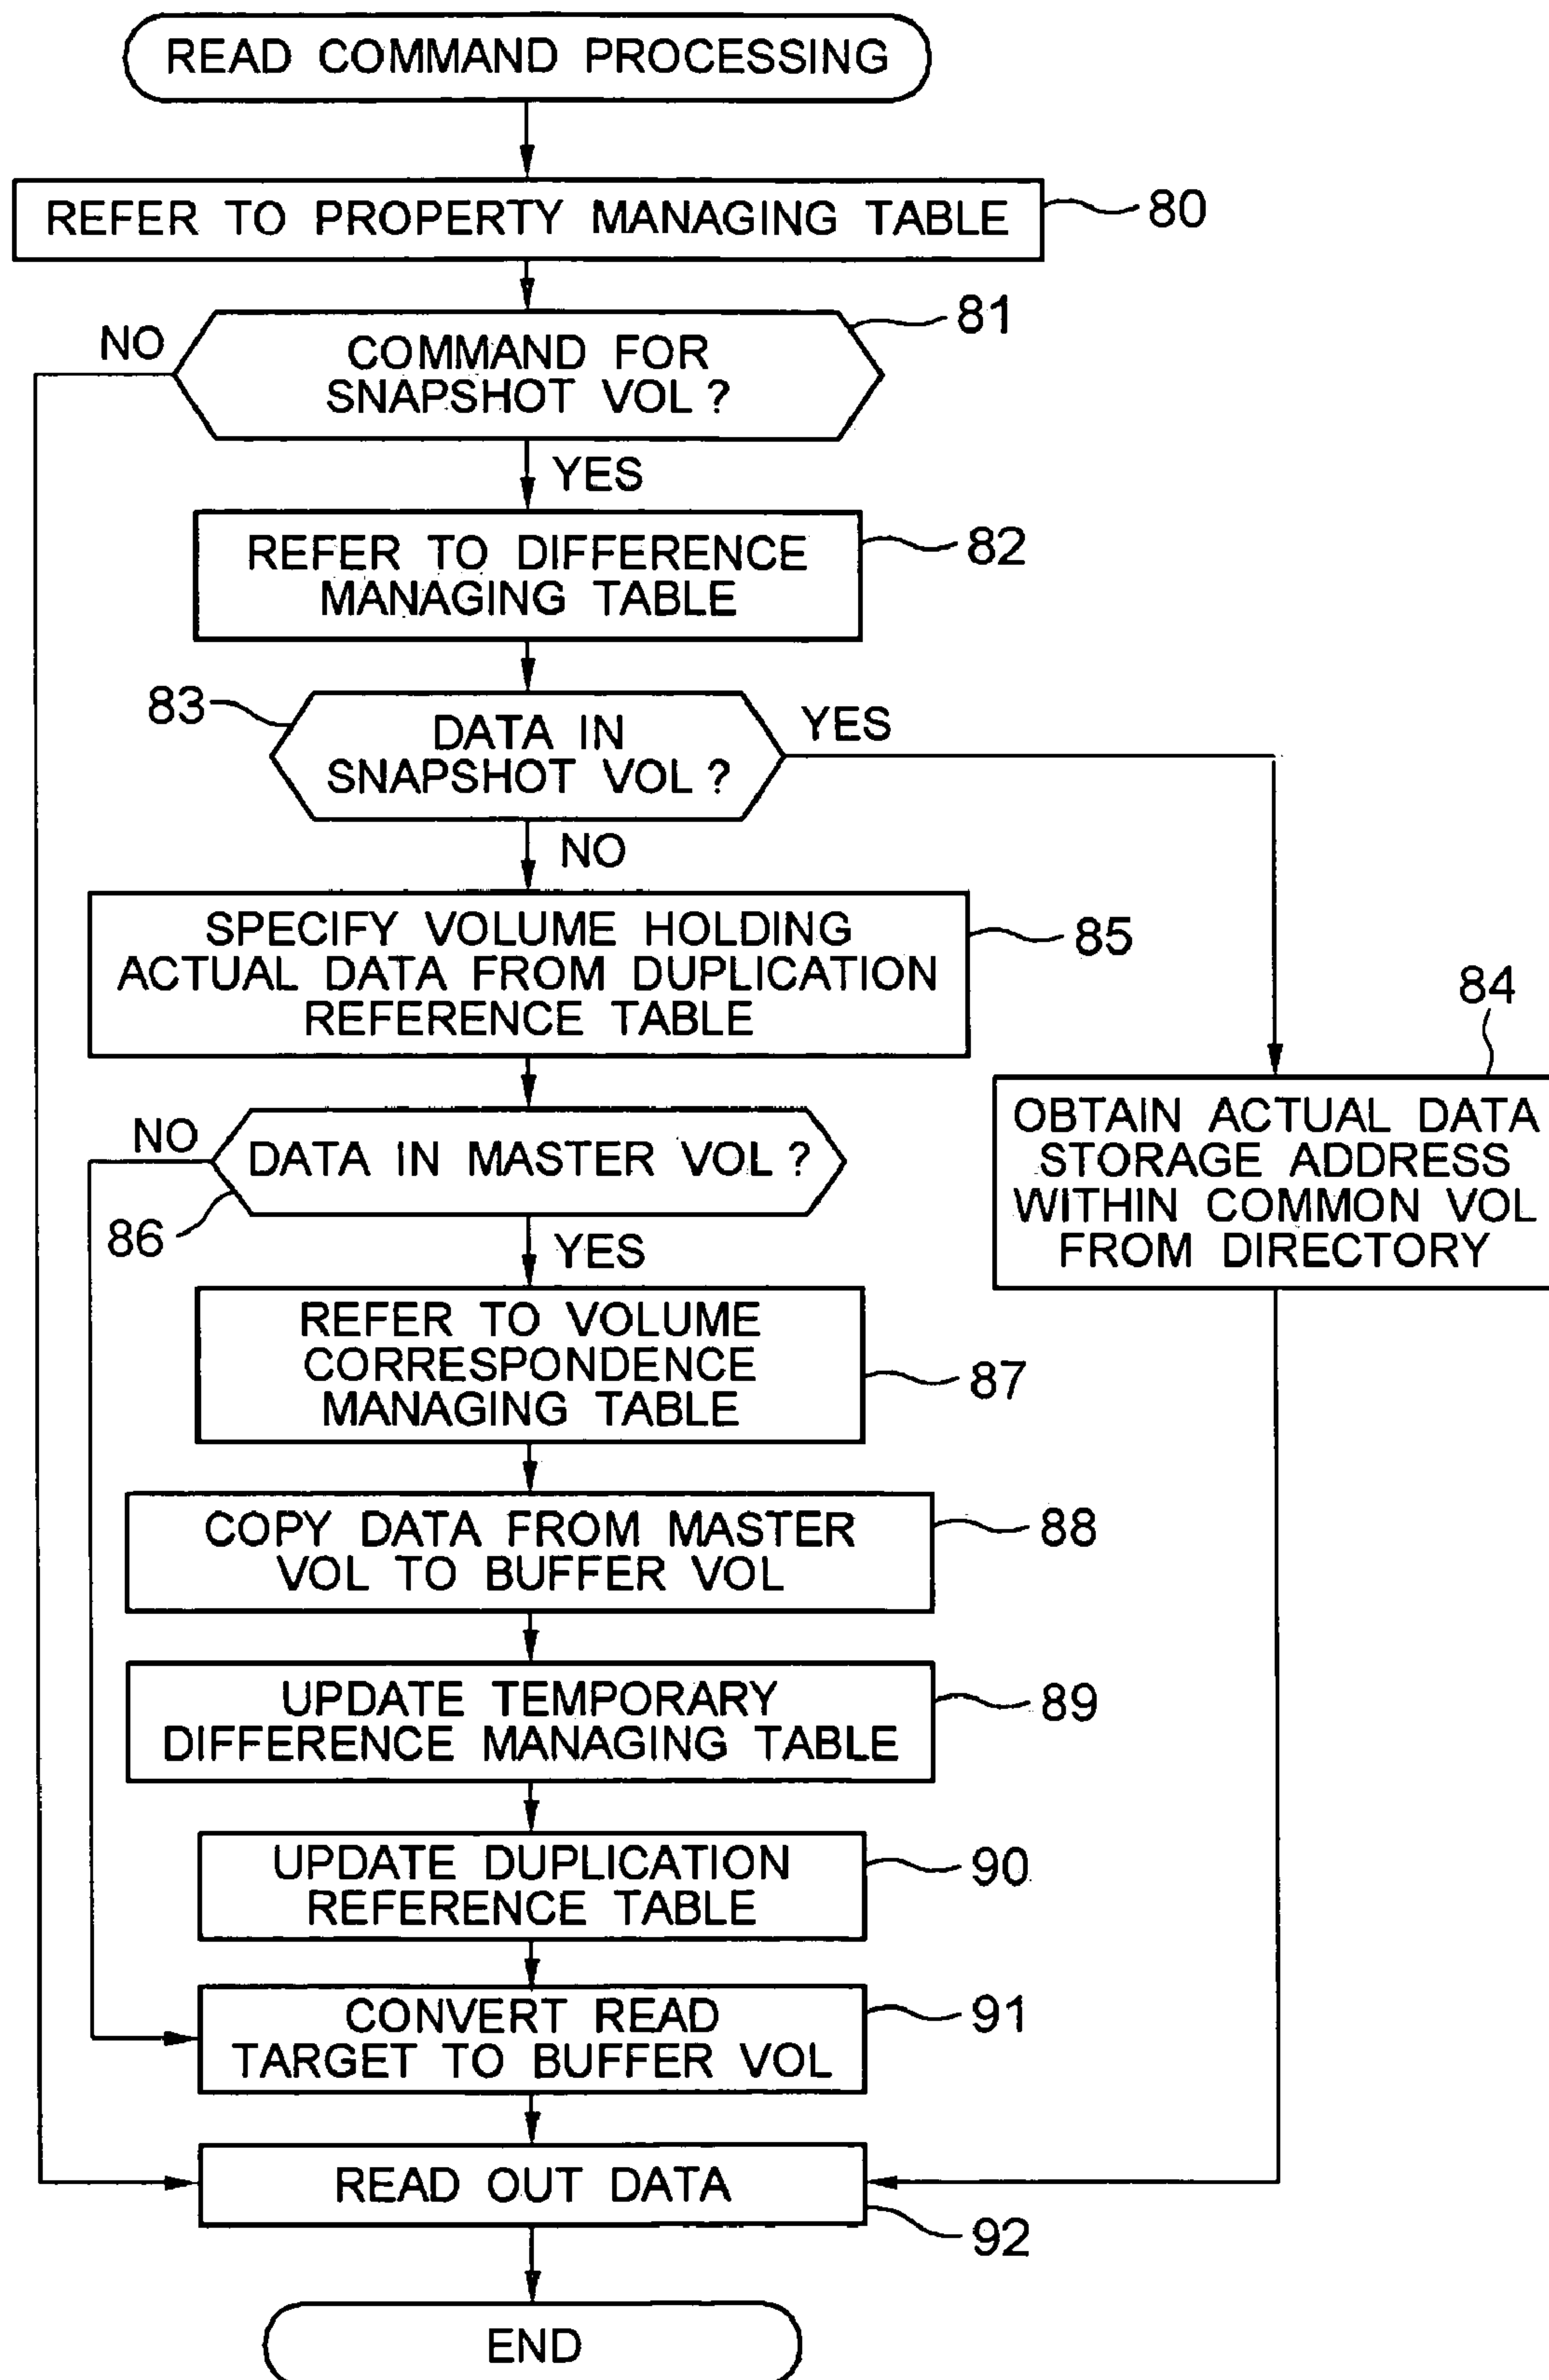 READ COMMAND PROCESSING
REFER TO PROPERTY MANAGING TABLE
80
81
NO
COMMAND FOR
SNAPSHOT VOL ?
YES
REFER TO DIFFERENCE
MANAGING TABLE
82
83
DATA IN
SNAPSHOT VOL ?
YES
NO
SPECIFY VOLUME HOLDING
ACTUAL DATA FROM DUPLICATION
REFERENCE TABLE
85
84
OBTAIN ACTUAL DATA
STORAGE ADDRESS
WITHIN COMMON VOL
FROM DIRECTORY
NO
DATA IN MASTER VOL ?
86
YES
REFER TO VOLUME
CORRESPONDENCE
MANAGING TABLE
87
COPY DATA FROM MASTER
VOL TO BUFFER VOL
88
UPDATE TEMPORARY
DIFFERENCE MANAGING TABLE
89
UPDATE DUPLICATION
REFERENCE TABLE
90
CONVERT READ
TARGET TO BUFFER VOL
91
READ OUT DATA
92
END